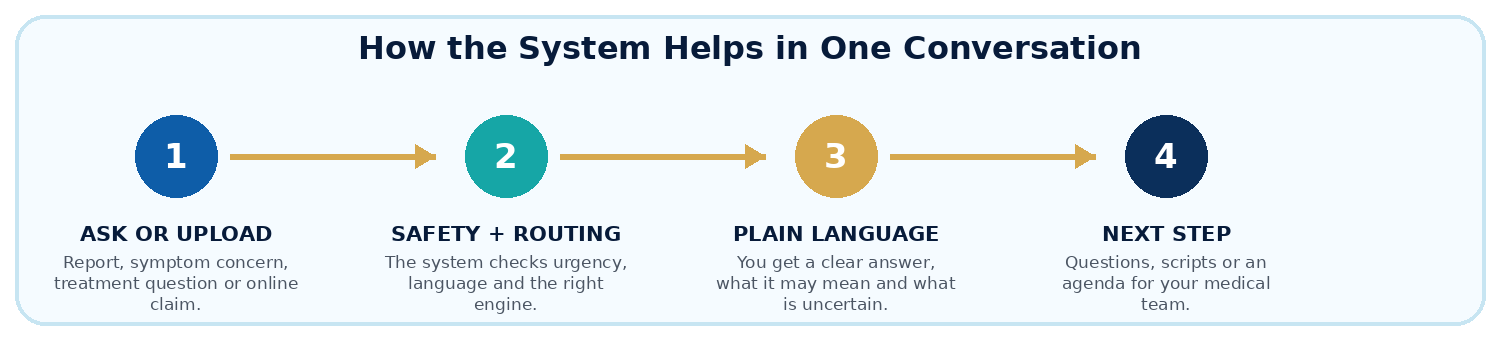 How the System Helps in One Conversation
1
2
3
4
ASK OR UPLOAD
Report, symptom concern,
treatment question or online
claim.
SAFETY + ROUTING
The system checks urgency,
language and the right
engine.
PLAIN LANGUAGE
You get a clear answer,
what it may mean and what
is uncertain.
NEXT STEP
Questions, scripts or an
agenda for your medical
team.